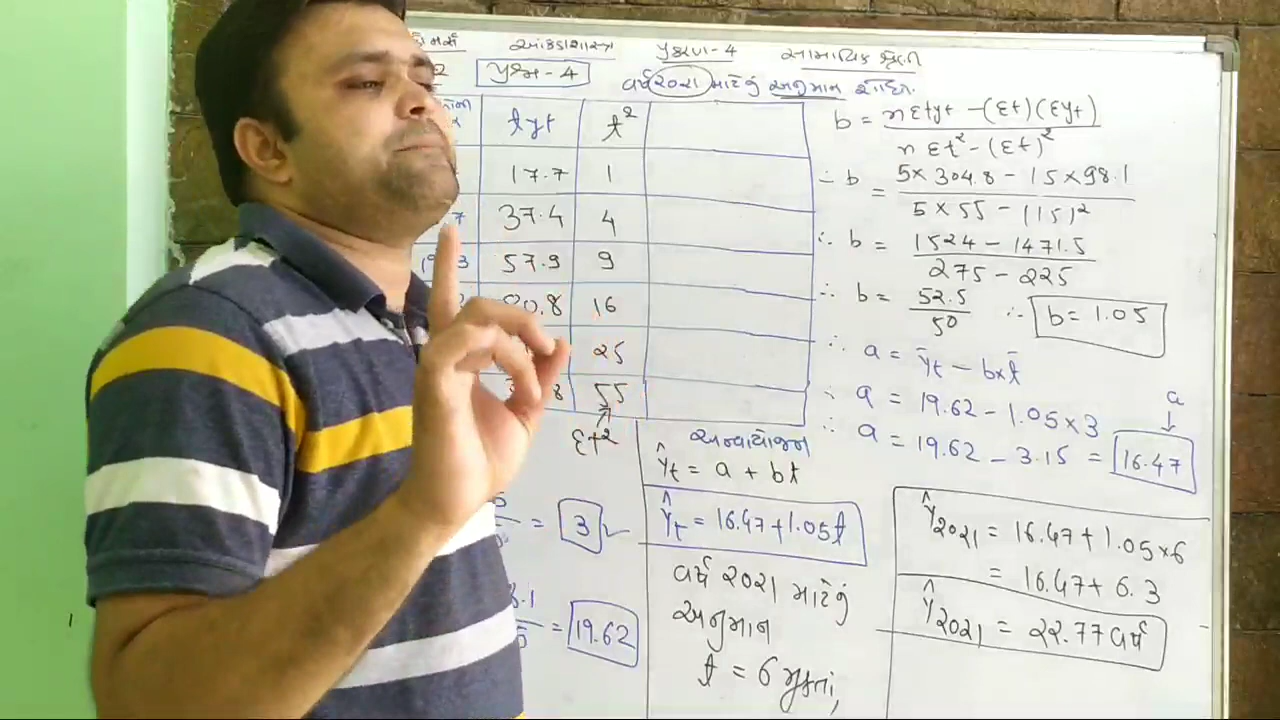 આંકડાશાસ્ત્ર પ્રકરણ-4 સામાયિક શ્રેણી
પ્રશ્ન-4 વર્ષ ૨૦૨૧ માટેનું અનુમાન શોધો.
tyt t²
17.7 1
37.4 4
57.9 9
16
25
55
Σt²
b = nΣtyt - (Σt)(Σyt)
nΣt² - (Σt)²
∴ b = 5×304.8 - 15×98.1
5×55 - (15)²
∴ b = 1524 - 1471.5
275 - 225
∴ b = 52.5
50
∴ b = 1.05
∴ a = ȳt - b×t̄
∴ a = 19.62 - 1.05×3
a
↓
∴ a = 19.62 - 3.15 = 16.47
= 3
= 19.62
અન્વાયોજન
ŷt = a + bt
ŷt = 16.47+1.05t
વર્ષ ૨૦૨૧ માટેનું
અનુમાન
t = 6 મુકતાં,
ŷ2021 = 16.47+1.05×6
= 16.47+ 6.3
ŷ2021 = 22.77 વર્ષ